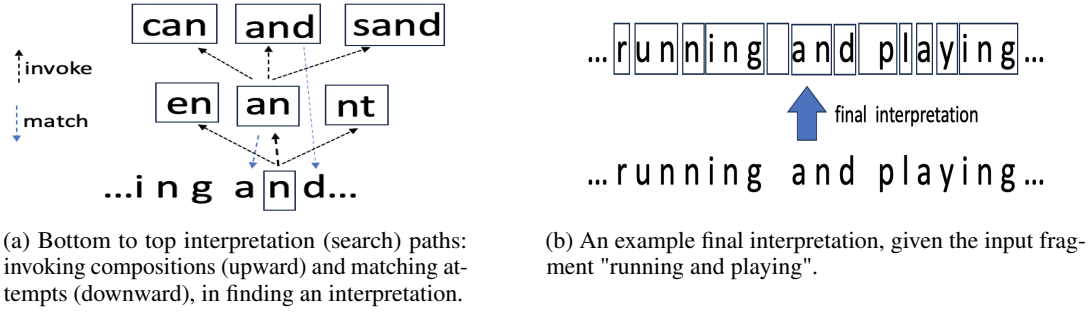 can and sand
invoke
en an nt
match
...i n g a n d...
(a) Bottom to top interpretation (search) paths:
invoking compositions (upward) and matching at-
tempts (downward), in finding an interpretation.
... r u n n i n g a n d p l a y i n g ...
final interpretation
... r u n n i n g a n d p l a y i n g ...
(b) An example final interpretation, given the input frag-
ment "running and playing".